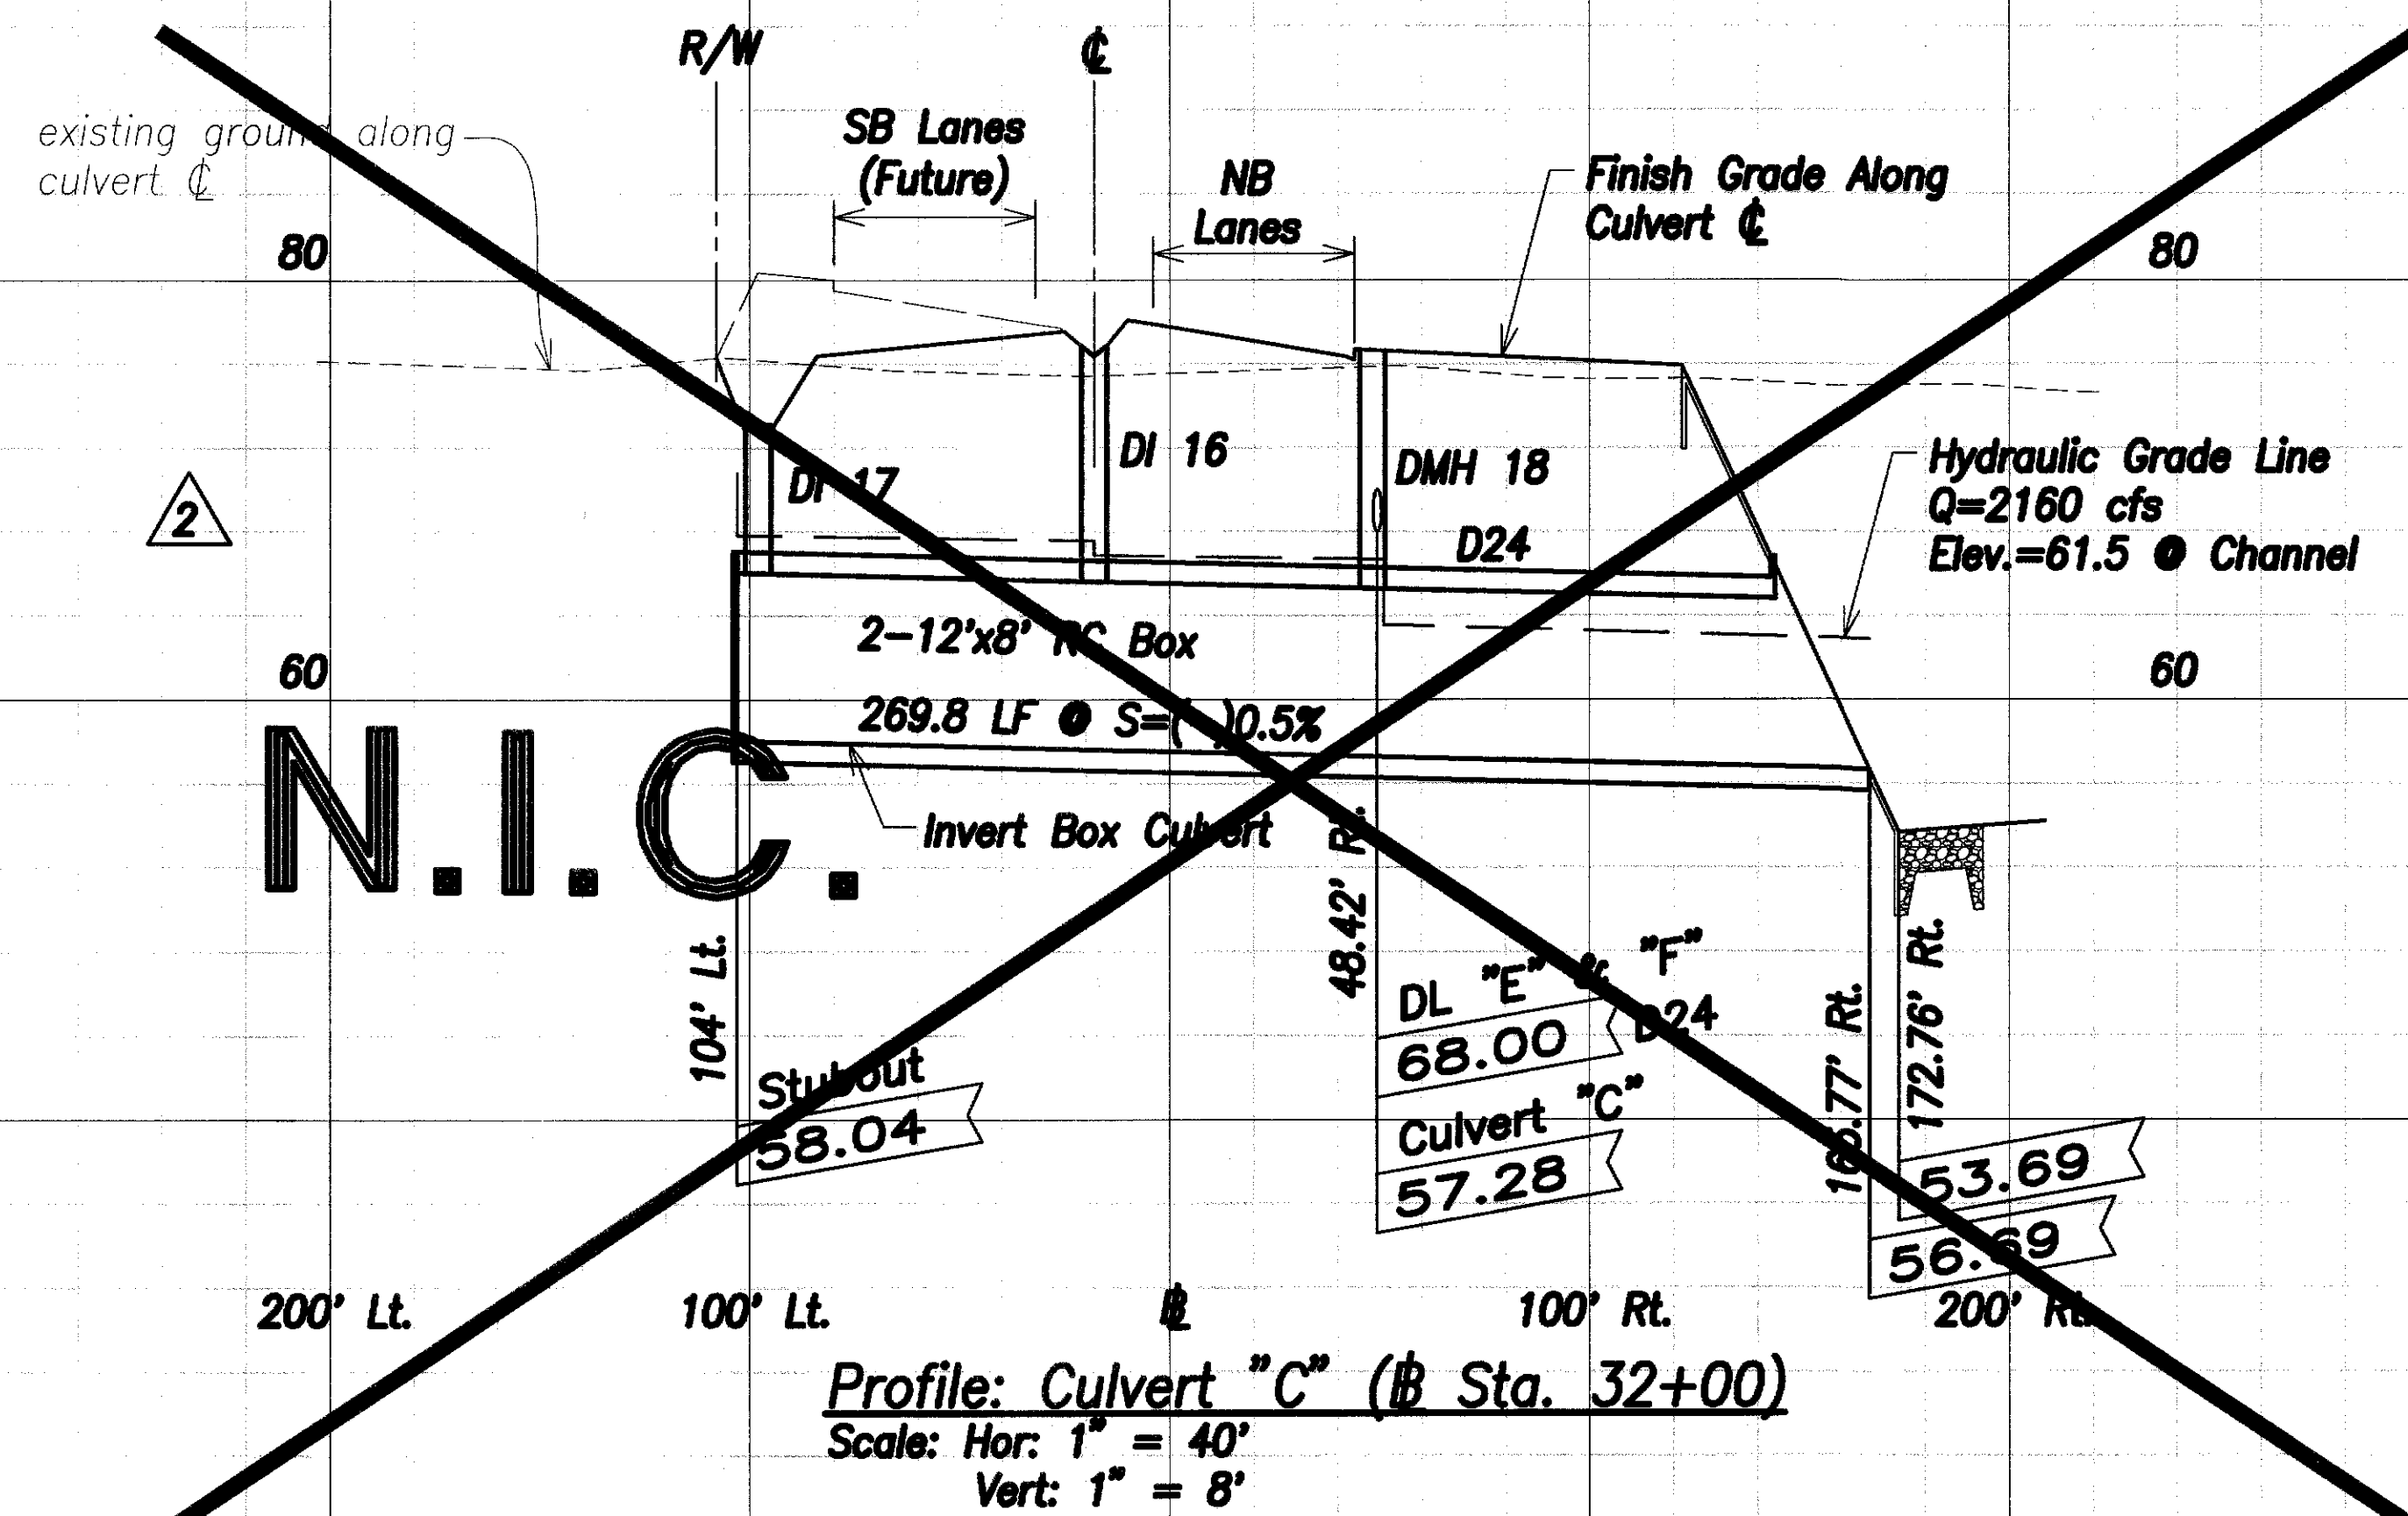 R/W
℄
existing ground along
culvert ℄
SB Lanes
(Future)
NB
Lanes
Finish Grade Along
Culvert ℄
80
80
DI 17
DI 16
DMH 18
D24
Hydraulic Grade Line
Q=2160 cfs
Elev.=61.5 @ Channel
2
2-12'x8' RC Box
60
60
269.8 LF @ S=(-)0.5%
N.I.C.
Invert Box Culvert
104' Lt.
48.42' Rt.
172.76' Rt.
DL "E" & "F"
68.00
D24
Stubout
58.04
Culvert "C"
57.28
53.69
56.69
200' Lt.
100' Lt.
100' Rt.
200' Rt.
Profile: Culvert "C" (BL Sta. 32+00)
Scale: Hor: 1" = 40'
Vert: 1" = 8'